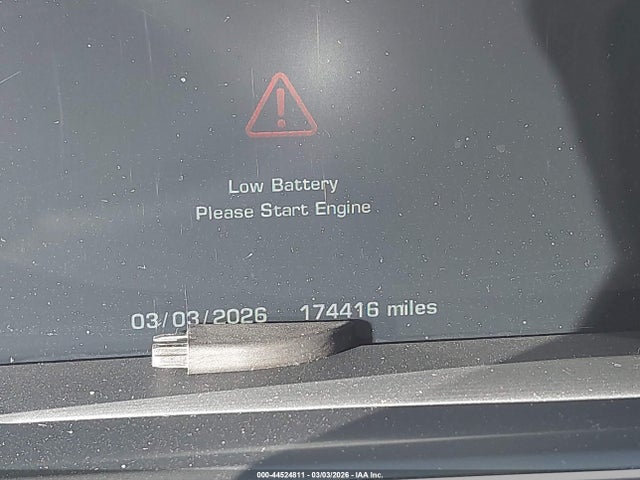 Low Battery
Please Start Engine
03/03/2026 174416 miles
000-44524811 - 03/03/2026 - IAA Inc.